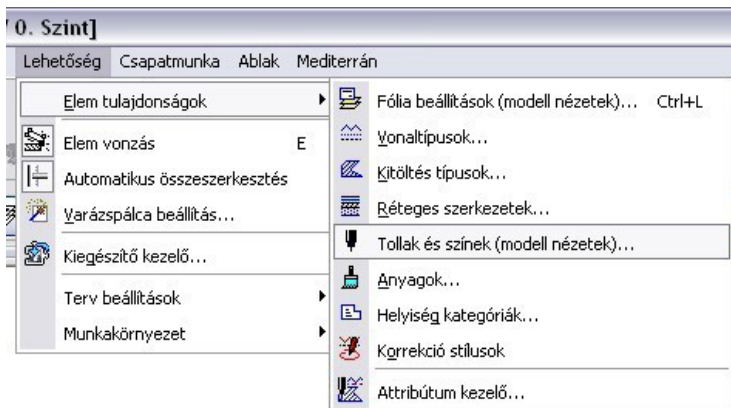 0. Szint]
Lehetőség Csapatmunka Ablak Mediterrán
Elem tulajdonságok
Elem vonzás E
Automatikus összeszerkesztés
Varázspálca beállítás...
Kiegészítő kezelő...
Terv beállítások
Munkakörnyezet
Fólia beállítások (modell nézetek)... Ctrl+L
Vonaltípusok...
Kitöltés típusok...
Réteges szerkezetek...
Tollak és színek (modell nézetek)...
Anyagok...
Helyiség kategóriák...
Korrekció stílusok
Attribútum kezelő...